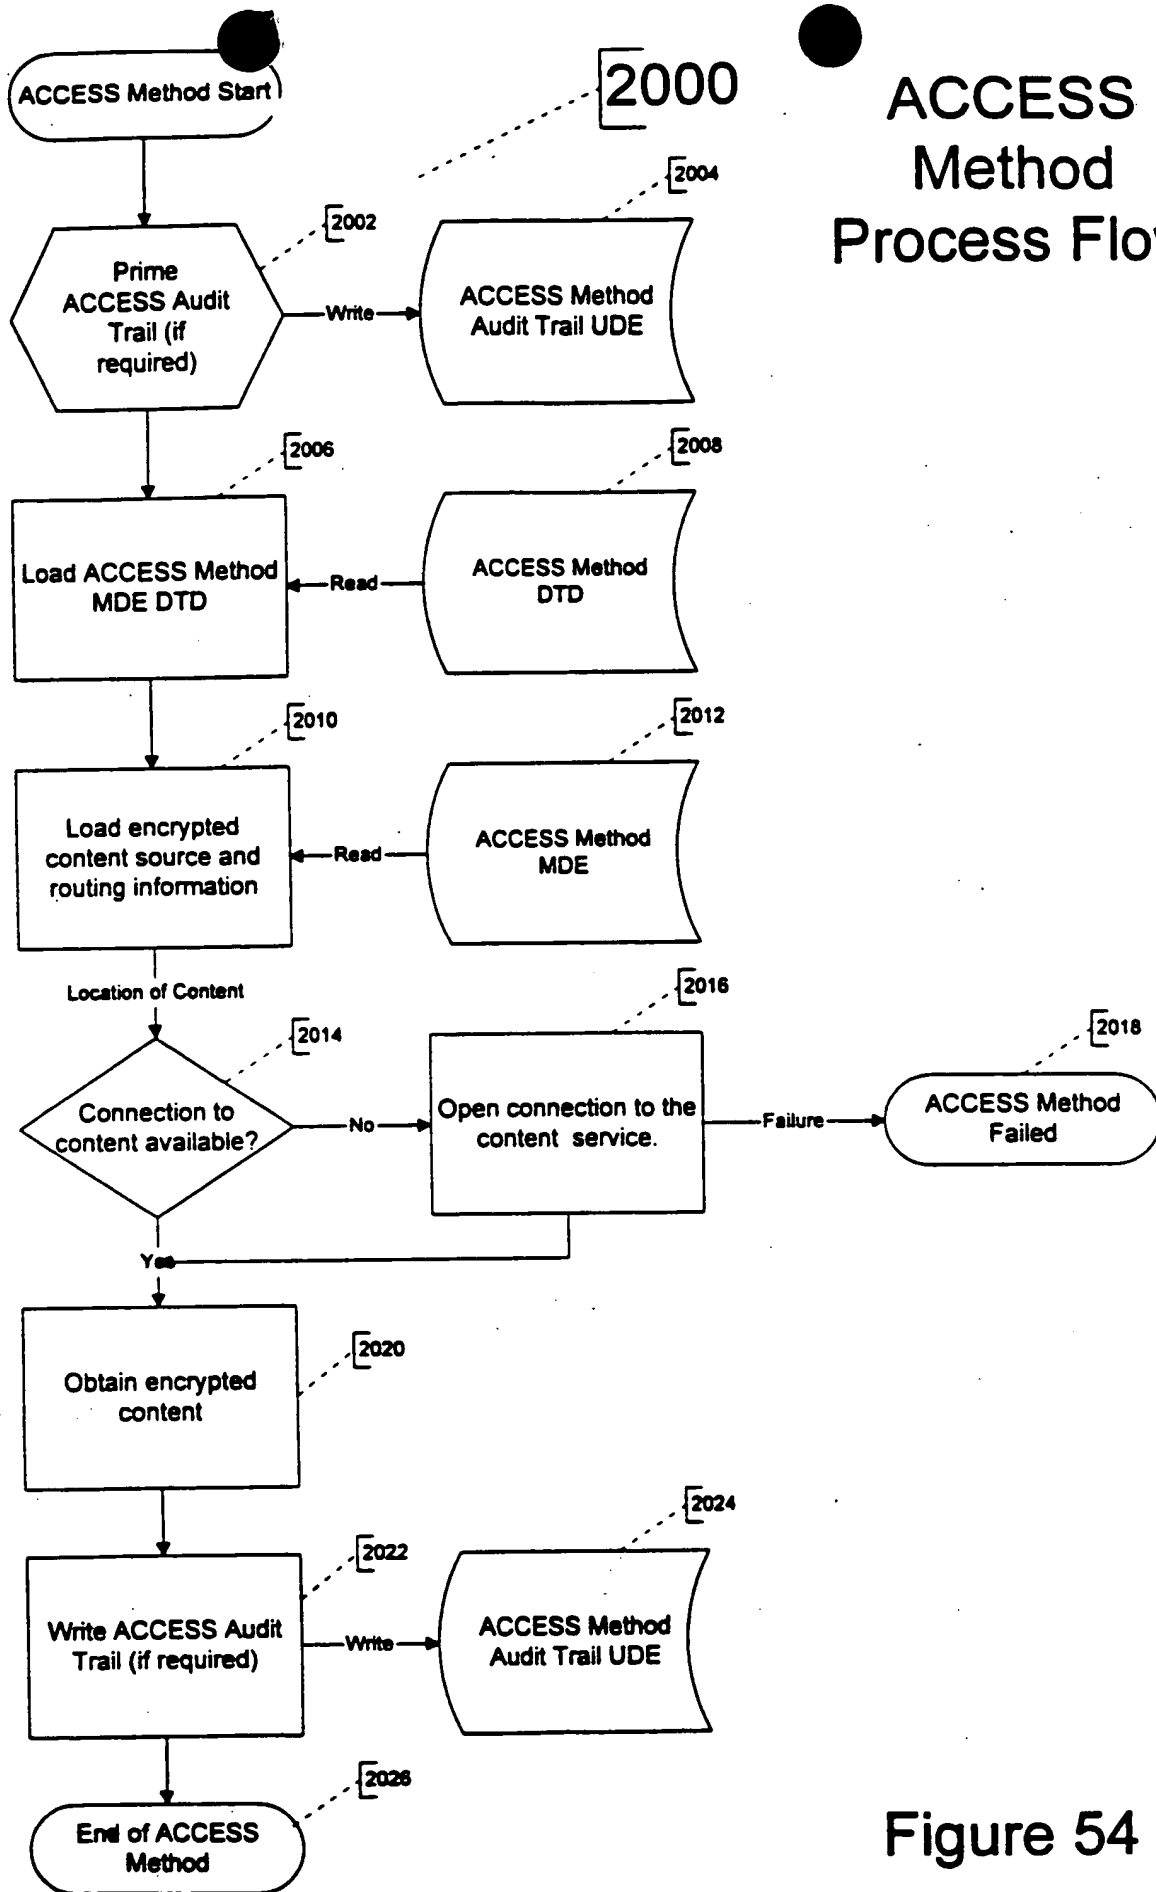 ACCESS Method Start
2000
ACCESS
Method
Process Flow
2002
2004
Prime
ACCESS Audit
Trail (if
required)
Write
ACCESS Method
Audit Trail UDE
2006
2008
Load ACCESS Method
MDE DTD
Read
ACCESS Method
DTD
2010
2012
Load encrypted
content source and
routing information
Read
ACCESS Method
MDE
Location of Content
2014
2016
2018
Connection to
content available?
No
Open connection to the
content service.
Failure
ACCESS Method
Failed
Yes
2020
Obtain encrypted
content
2022
2024
Write ACCESS Audit
Trail (if required)
Write
ACCESS Method
Audit Trail UDE
2026
End of ACCESS
Method
Figure 54